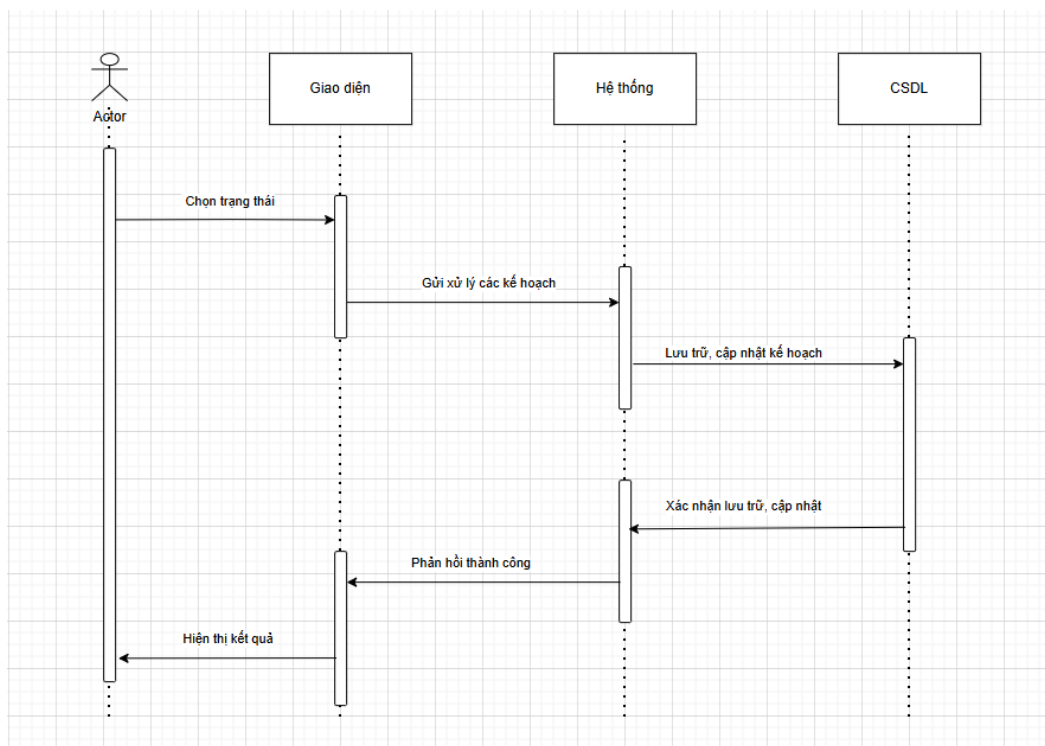 Actor
Giao diện
Hệ thống
CSDL
Chọn trạng thái
Gửi xử lý các kế hoạch
Lưu trữ, cập nhật kế hoạch
Xác nhận lưu trữ, cập nhật
Phản hồi thành công
Hiện thị kết quả